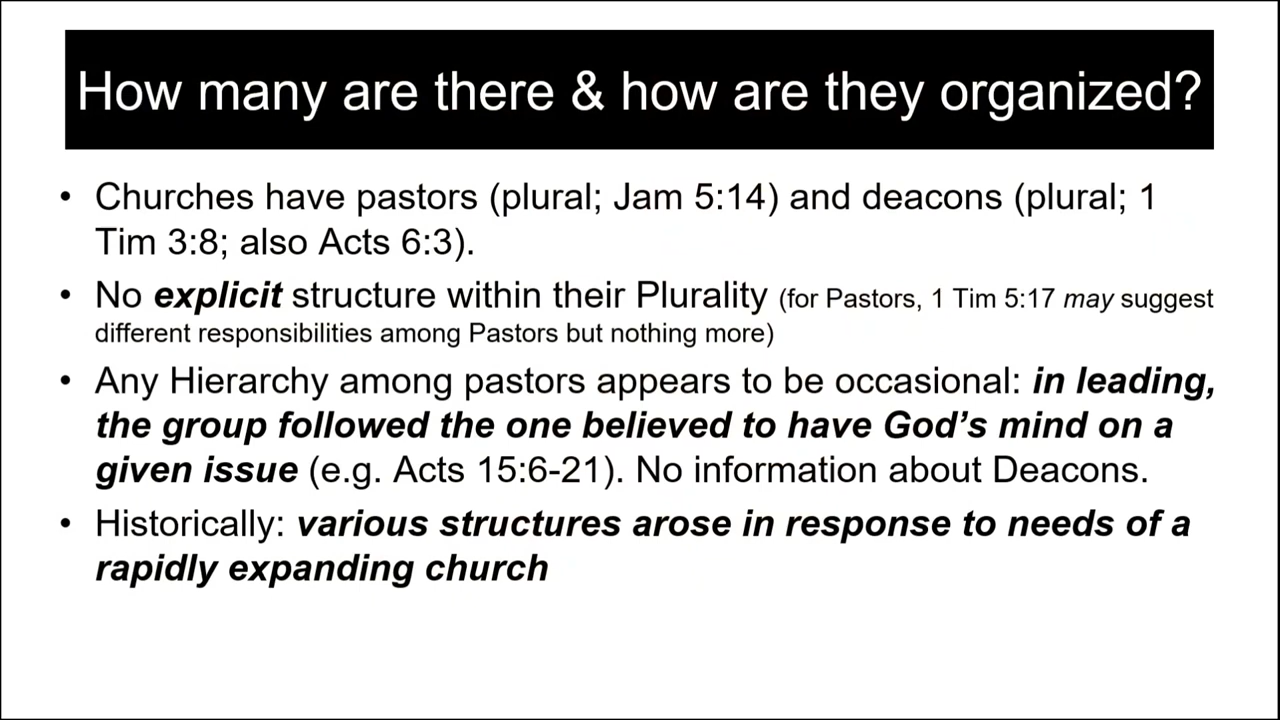 How many are there & how are they organized?
• Churches have pastors (plural; Jam 5:14) and deacons (plural; 1
Tim 3:8; also Acts 6:3).
• No explicit structure within their Plurality (for Pastors, 1 Tim 5:17 may suggest
different responsibilities among Pastors but nothing more)
• Any Hierarchy among pastors appears to be occasional: in leading,
the group followed the one believed to have God’s mind on a
given issue (e.g. Acts 15:6-21). No information about Deacons.
• Historically: various structures arose in response to needs of a
rapidly expanding church